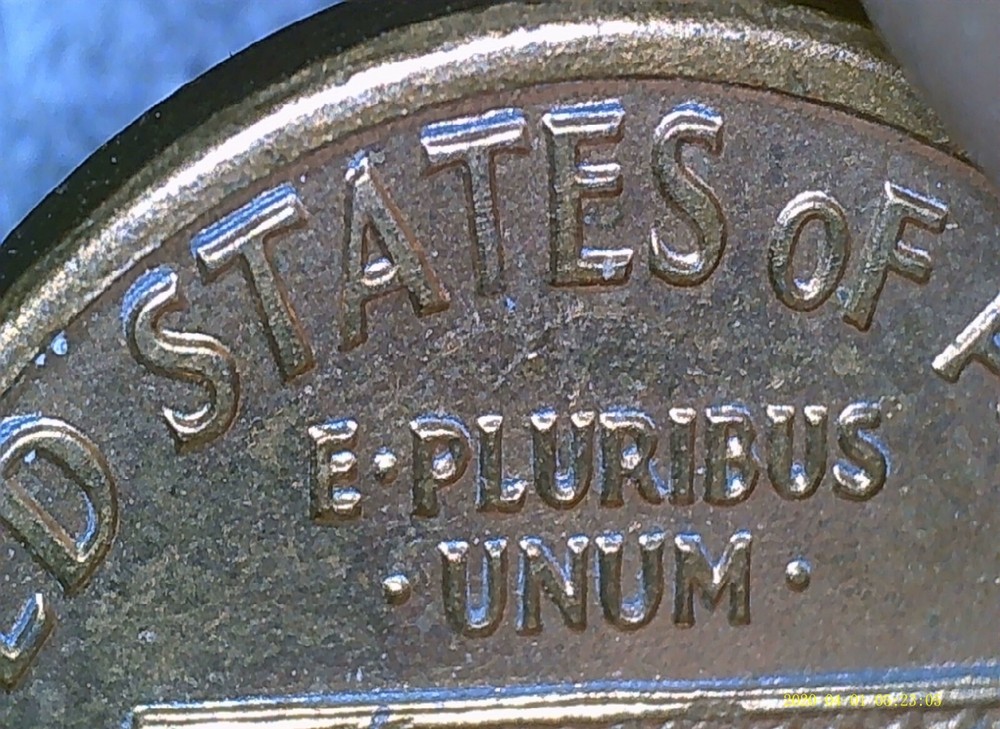 D STATES OF
E·PLURIBUS
·UNUM·